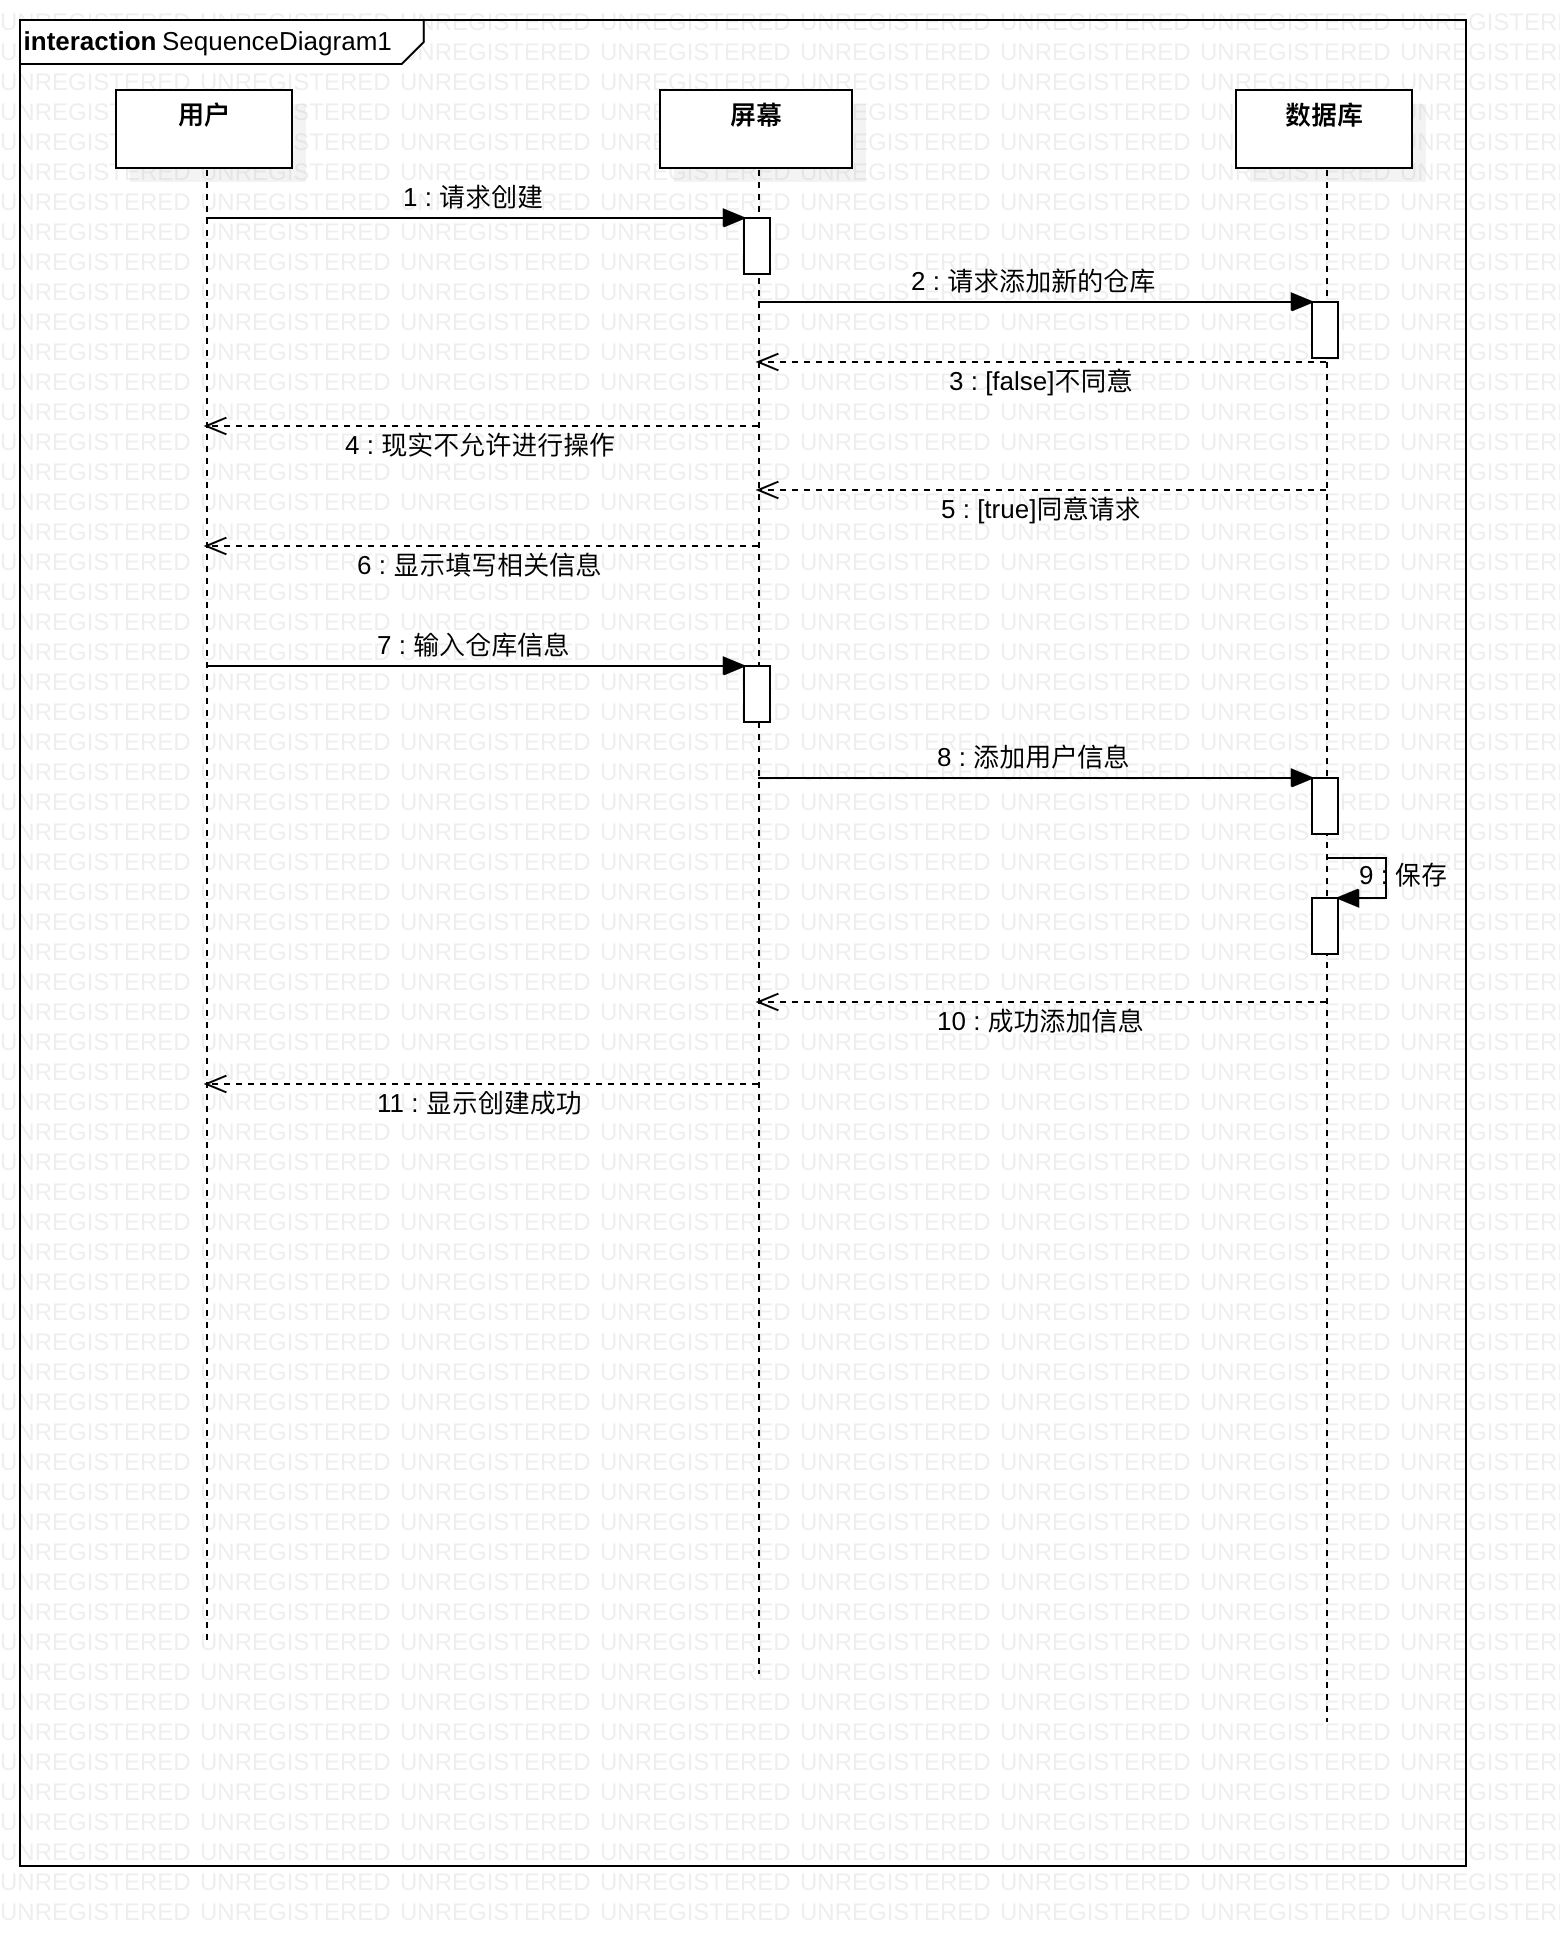 interaction SequenceDiagram1
用户
屏幕
数据库
1 : 请求创建
2 : 请求添加新的仓库
3 : [false]不同意
4 : 现实不允许进行操作
5 : [true]同意请求
6 : 显示填写相关信息
7 : 输入仓库信息
8 : 添加用户信息
9 : 保存
10 : 成功添加信息
11 : 显示创建成功
UNREGISTERED